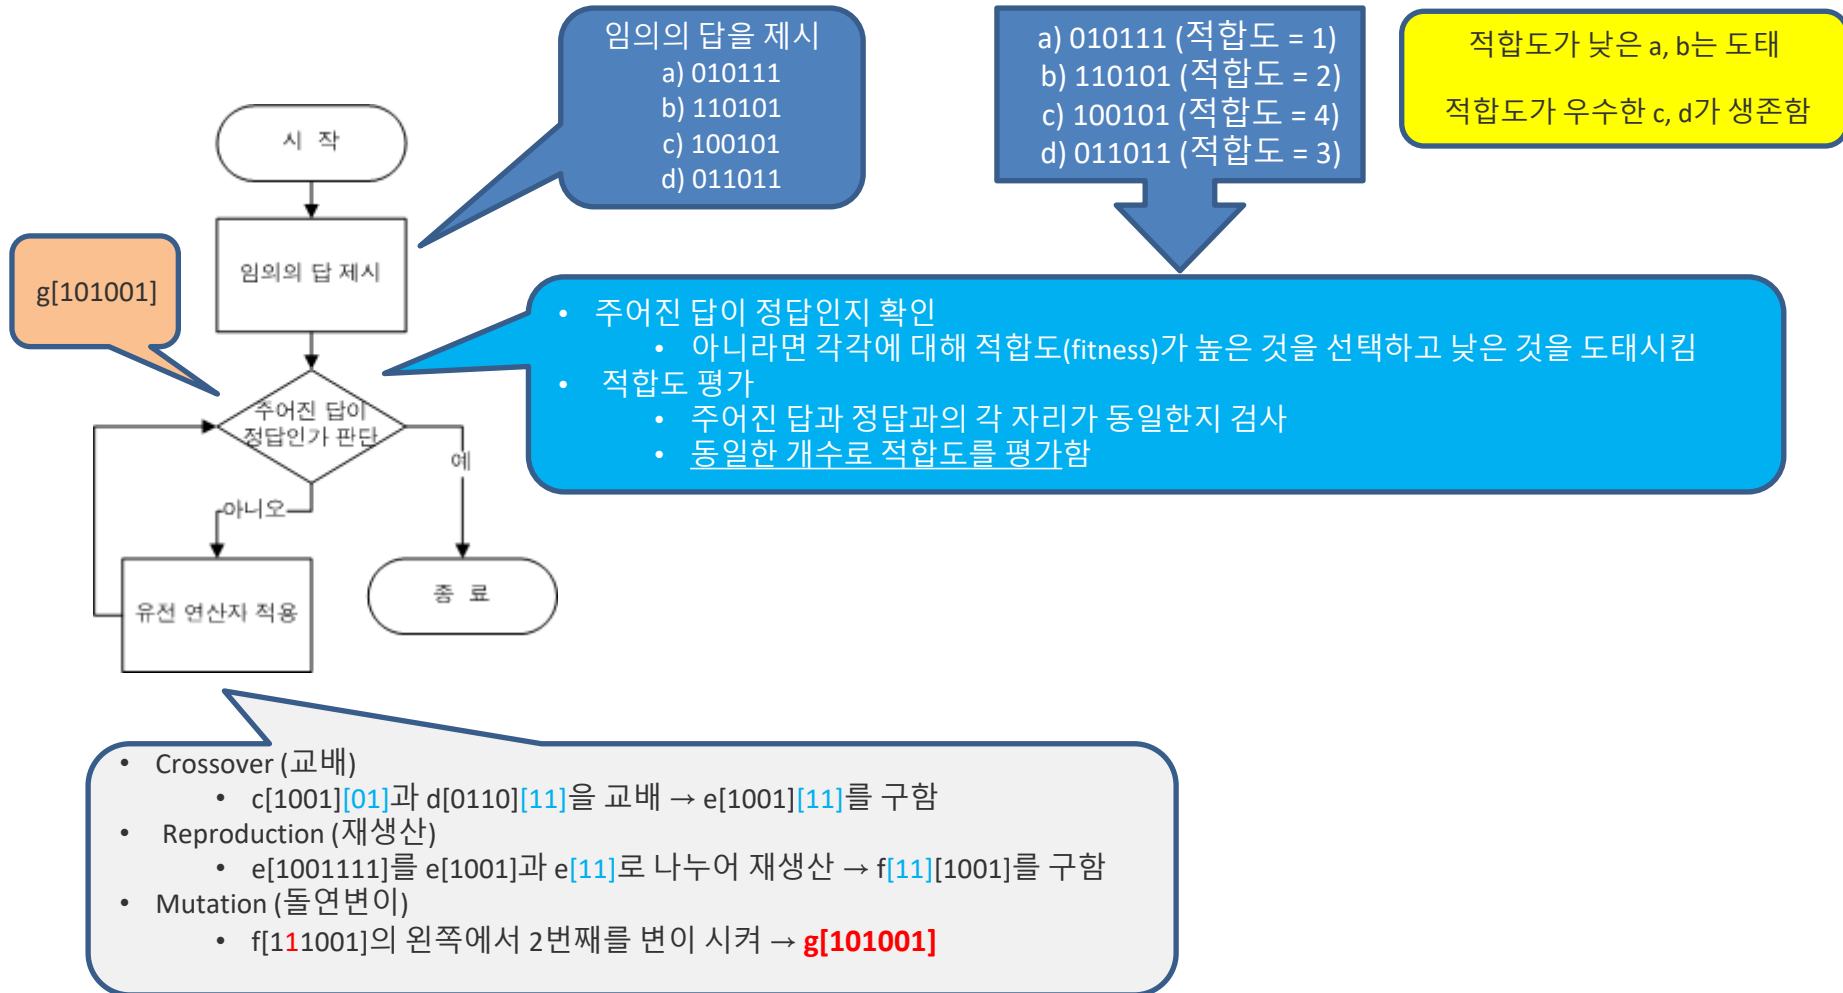 임의의 답을 제시
a) 010111
b) 110101
c) 100101
d) 011011
a) 010111 (적합도 = 1)
b) 110101 (적합도 = 2)
c) 100101 (적합도 = 4)
d) 011011 (적합도 = 3)
적합도가 낮은 a, b는 도태
적합도가 우수한 c, d가 생존함
시 작
임의의 답 제시
g[101001]
• 주어진 답이 정답인지 확인
• 아니라면 각각에 대해 적합도(fitness)가 높은 것을 선택하고 낮은 것을 도태시킴
• 적합도 평가
• 주어진 답과 정답과의 각 자리가 동일한지 검사
• 동일한 개수로 적합도를 평가함
주어진 답이
정답인가 판단
예
아니오
유전 연산자 적용
종 료
• Crossover (교배)
• c[1001][01]과 d[0110][11]을 교배 → e[1001][11]를 구함
• Reproduction (재생산)
• e[1001111]를 e[1001]과 e[11]로 나누어 재생산 → f[11][1001]를 구함
• Mutation (돌연변이)
• f[111001]의 왼쪽에서 2번째를 변이 시켜 → g[101001]